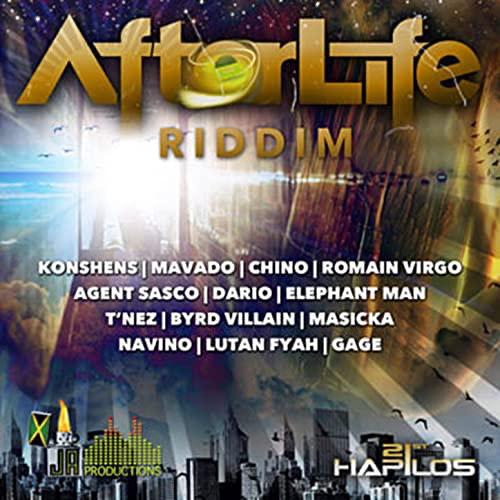 AfterLife
RIDDIM
KONSHENS | MAVADO | CHINO | ROMAIN VIRGO
AGENT SASCO | DARIO | ELEPHANT MAN
T'NEZ | BYRD VILLAIN | MASICKA
NAVINO | LUTAN FYAH | GAGE
JA
PRODUCTIONS
21ST
HAPILOS